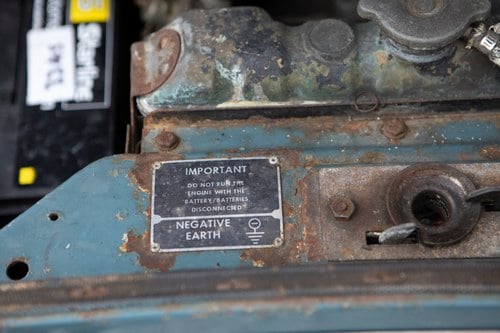 IMPORTANT
DO NOT RUN THE
ENGINE WITH THE
BATTERY/BATTERIES
DISCONNECTED
NEGATIVE
EARTH